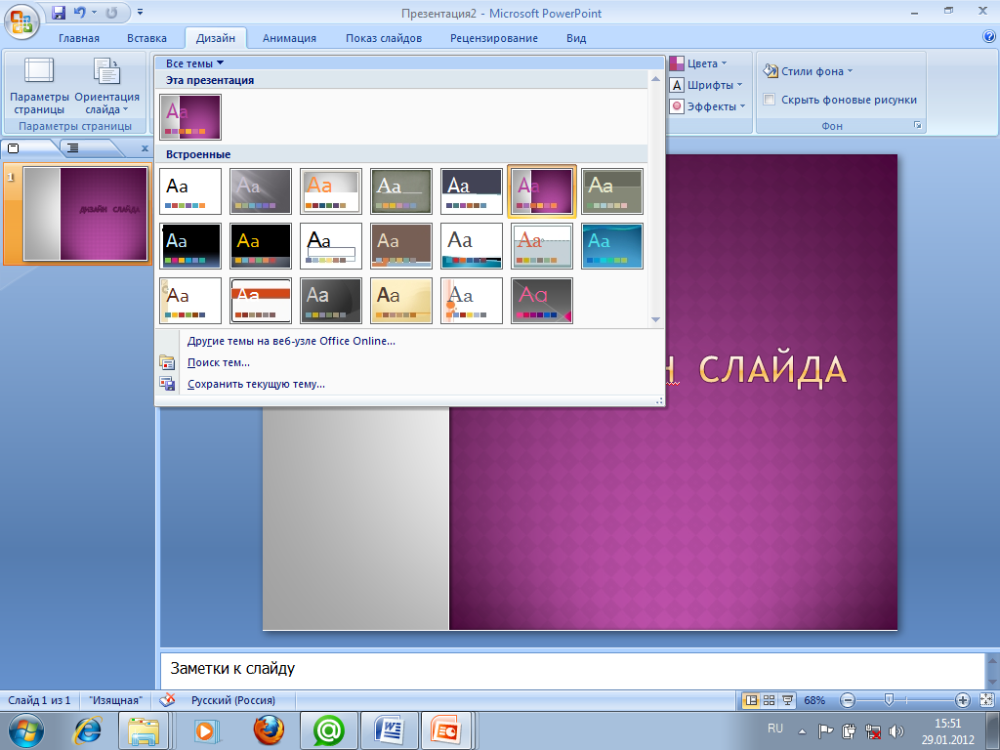 Презентация2 - Microsoft PowerPoint
Главная Вставка Дизайн Анимация Показ слайдов Рецензирование Вид
Параметры страницы
Ориентация слайда
Параметры страницы
Все темы
Эта презентация
Aa
Встроенные
Aa Aa Aa Aa Aa Aa Aa
Aa Aa Aa Aa Aa Aa Aa
Aa Aa Aa Aa Aa Aa
Другие темы на веб-узле Office Online...
Поиск тем...
Сохранить текущую тему...
Цвета
Шрифты
Эффекты
Стили фона
Скрыть фоновые рисунки
Фон
1
ДИЗАЙН СЛАЙДА
Н СЛАЙДА
Заметки к слайду
Слайд 1 из 1 "Изящная" Русский (Россия) 68%
RU 15:51
29.01.2012